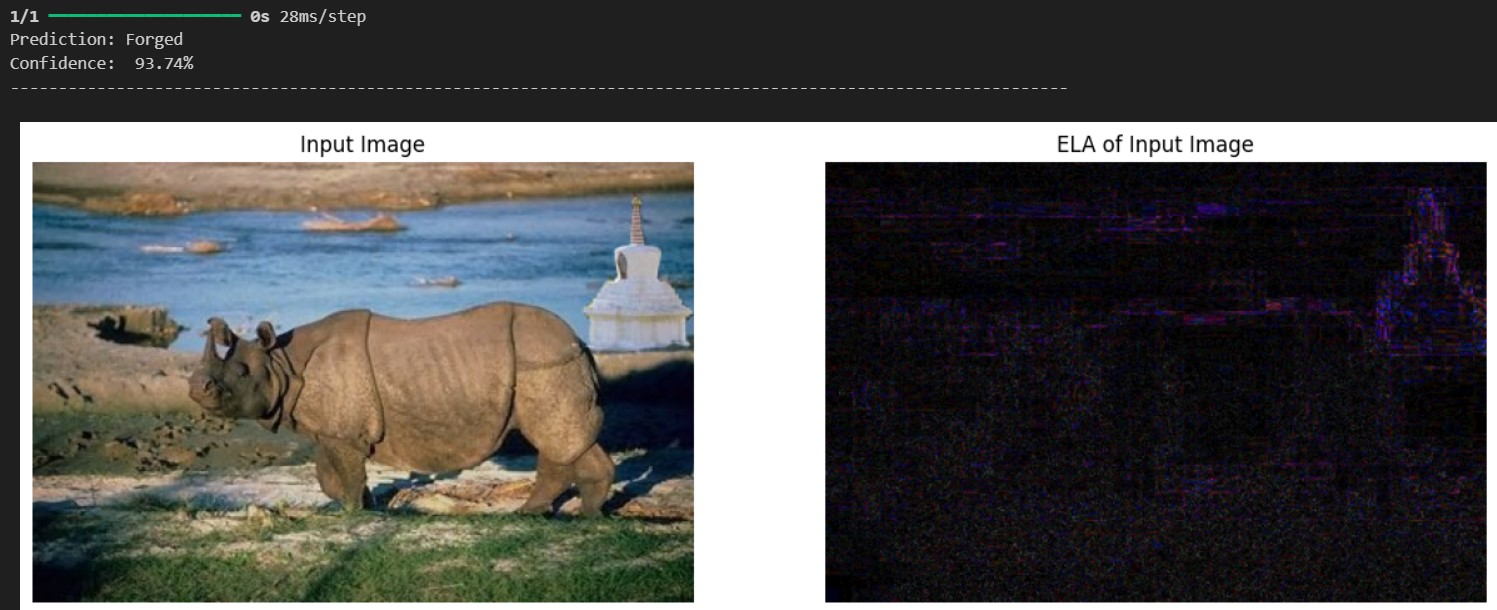 1/1 ━━━━━━━━━━━━━━━━━━━━ 0s 28ms/step
Prediction: Forged
Confidence:  93.74%
--------------------------------------------------------------------------------------------------------------
Input Image
ELA of Input Image